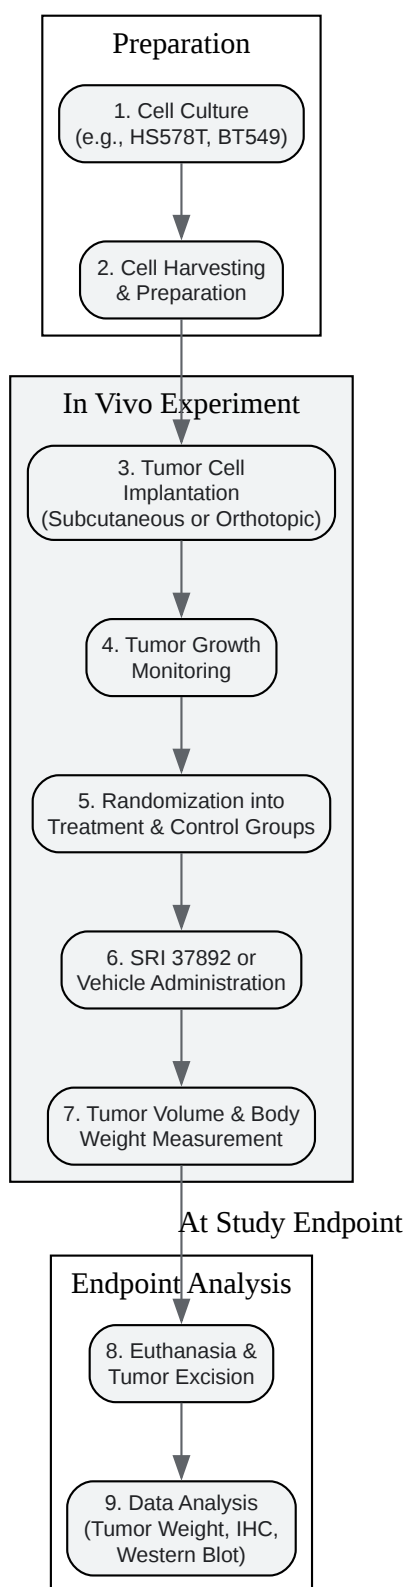 Preparation
1. Cell Culture
(e.g., HS578T, BT549)
2. Cell Harvesting
& Preparation
In Vivo Experiment
3. Tumor Cell
Implantation
(Subcutaneous or Orthotopic)
4. Tumor Growth
Monitoring
5. Randomization into
Treatment & Control Groups
6. SRI 37892 or
Vehicle Administration
7. Tumor Volume & Body
Weight Measurement
At Study Endpoint
Endpoint Analysis
8. Euthanasia &
Tumor Excision
9. Data Analysis
(Tumor Weight, IHC,
Western Blot)